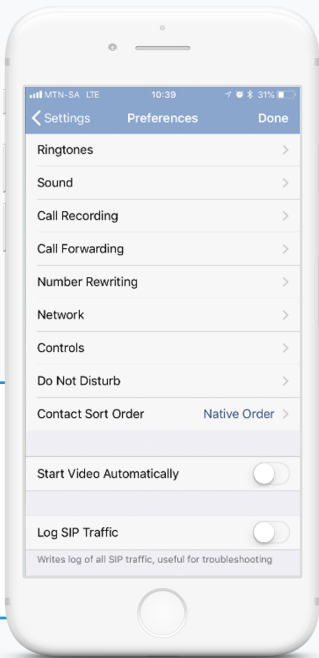 MTN-SA LTE 10:39 31%
Settings Preferences Done
Ringtones
Sound
Call Recording
Call Forwarding
Number Rewriting
Network
Controls
Do Not Disturb
Contact Sort Order Native Order
Start Video Automatically
Log SIP Traffic
Writes log of all SIP traffic, useful for troubleshooting